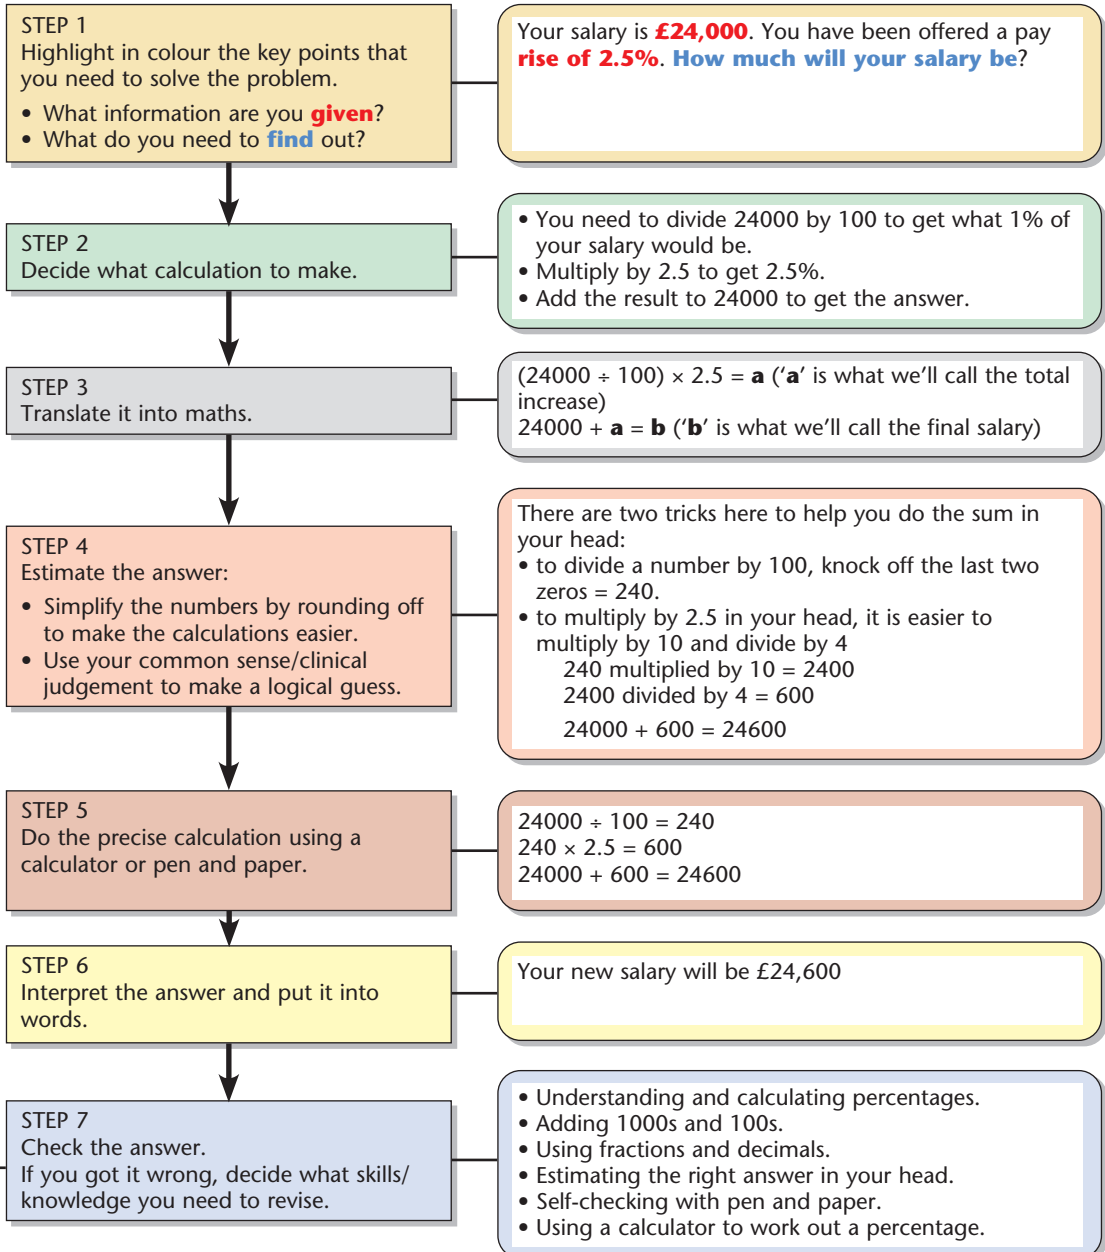 STEP 1
Highlight in colour the key points that
you need to solve the problem.
• What information are you given?
• What do you need to find out?
Your salary is £24,000. You have been offered a pay
rise of 2.5%. How much will your salary be?
STEP 2
Decide what calculation to make.
• You need to divide 24000 by 100 to get what 1% of
your salary would be.
• Multiply by 2.5 to get 2.5%.
• Add the result to 24000 to get the answer.
STEP 3
Translate it into maths.
(24000 ÷ 100) × 2.5 = a (‘a’ is what we’ll call the total
increase)
24000 + a = b (‘b’ is what we’ll call the final salary)
STEP 4
Estimate the answer:
• Simplify the numbers by rounding off
to make the calculations easier.
• Use your common sense/clinical
judgement to make a logical guess.
There are two tricks here to help you do the sum in
your head:
• to divide a number by 100, knock off the last two
zeros = 240.
• to multiply by 2.5 in your head, it is easier to
multiply by 10 and divide by 4
240 multiplied by 10 = 2400
2400 divided by 4 = 600
24000 + 600 = 24600
STEP 5
Do the precise calculation using a
calculator or pen and paper.
24000 ÷ 100 = 240
240 × 2.5 = 600
24000 + 600 = 24600
STEP 6
Interpret the answer and put it into
words.
Your new salary will be £24,600
STEP 7
Check the answer.
If you got it wrong, decide what skills/
knowledge you need to revise.
• Understanding and calculating percentages.
• Adding 1000s and 100s.
• Using fractions and decimals.
• Estimating the right answer in your head.
• Self-checking with pen and paper.
• Using a calculator to work out a percentage.